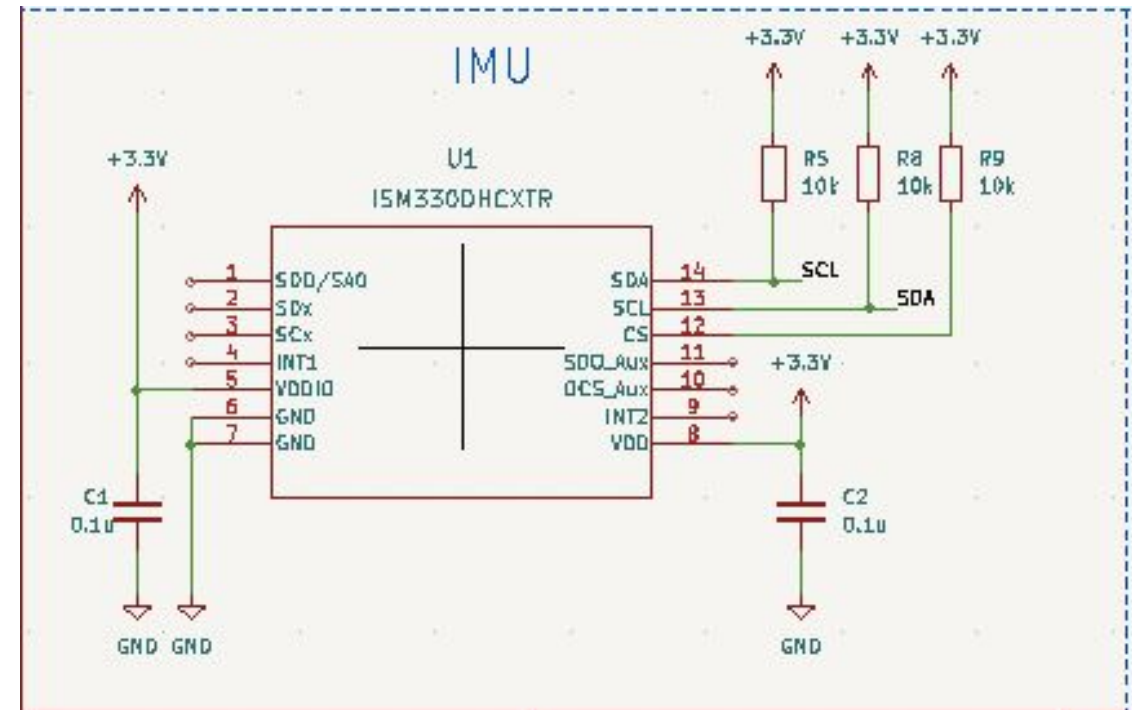 IMU
+3.3V +3.3V +3.3V
+3.3V
U1
ISM330DHCXTR
R5
10k
R8
10k
R9
10k
1 SDO/SA0
2 SDx
3 SCx
4 INT1
5 VDDIO
6 GND
7 GND
SDA 14 SCL
SCL 13 SDA
CS 12
SDO_Aux 11
OCS_Aux 10
INT2 9
VDD 8
+3.3V
C1
0.1u
C2
0.1u
GND GND
GND